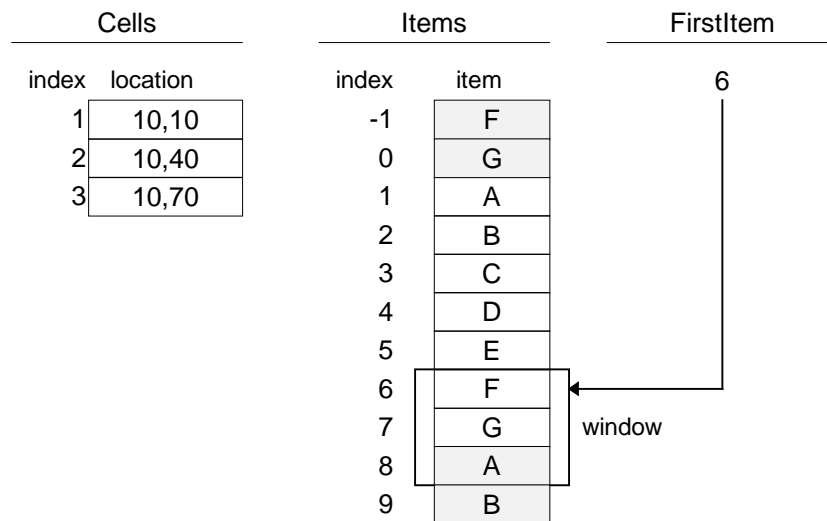 Cells Items FirstItem
index location index item 6
1 10,10 -1 F
2 10,40 0 G
3 10,70 1 A
2 B
3 C
4 D
5 E
6 F
7 G window
8 A
9 B